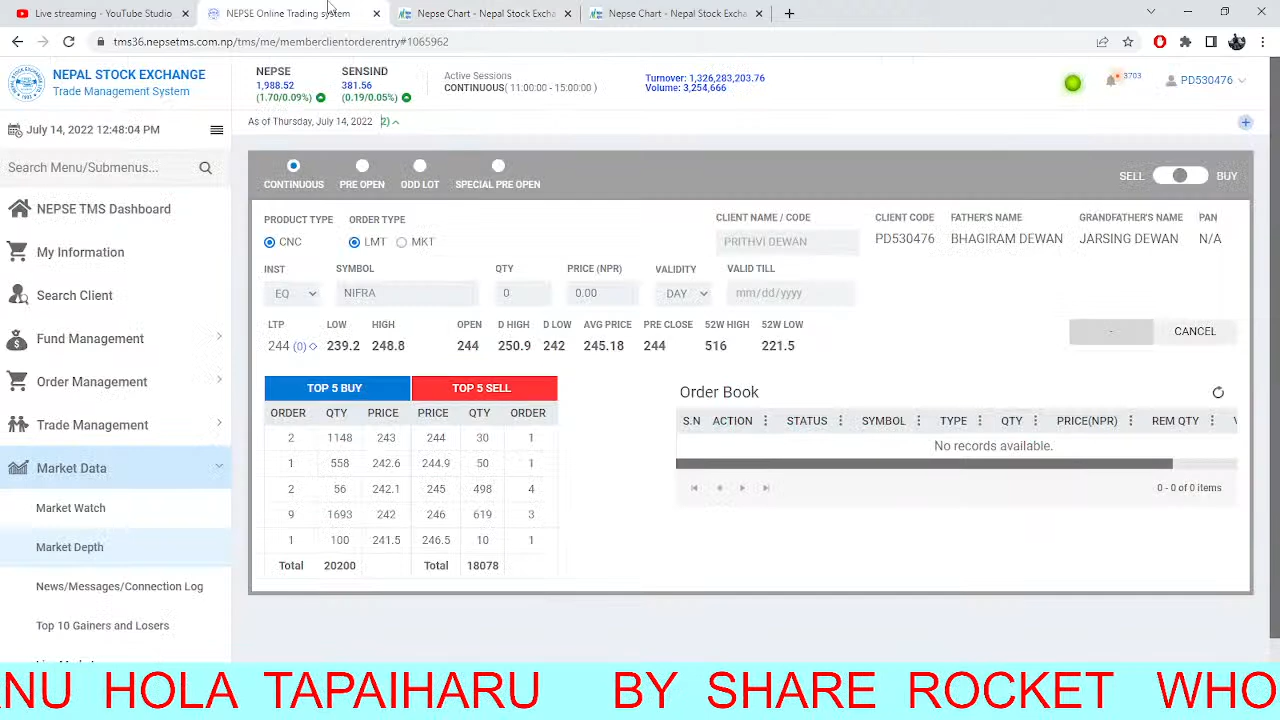 Live streaming - YouTube Studio
NEPSE Online Trading system
Nepse Chart - Nepal Stock Excha
Nepse Chart - Nepal Stock Excha
tms36.nepsetms.com.np/tms/me/memberclientorderentry#1065962
NEPAL STOCK EXCHANGE
Trade Management System
NEPSE SENSIND
1,988.52 381.56
(1.70/0.09%) (0.19/0.05%)
Active Sessions
CONTINUOUS( 11:00:00 - 15:00:00 )
Turnover: 1,326,283,203.76
Volume: 3,254,666
3703
PD530476
July 14, 2022 12:48:04 PM
As of Thursday, July 14, 2022 2)
Search Menu/Submenus...
NEPSE TMS Dashboard
My Information
Search Client
Fund Management
Order Management
Trade Management
Market Data
Market Watch
Market Depth
News/Messages/Connection Log
Top 10 Gainers and Losers
CONTINUOUS PRE OPEN ODD LOT SPECIAL PRE OPEN
SELL BUY
PRODUCT TYPE ORDER TYPE
CNC LMT MKT
CLIENT NAME / CODE CLIENT CODE FATHER'S NAME GRANDFATHER'S NAME PAN
PRITHVI DEWAN PD530476 BHAGIRAM DEWAN JARSING DEWAN N/A
INST SYMBOL QTY PRICE (NPR) VALIDITY VALID TILL
EQ NIFRA 0 0.00 DAY mm/dd/yyyy
LTP LOW HIGH OPEN D HIGH D LOW AVG PRICE PRE CLOSE 52W HIGH 52W LOW
244 (0) 239.2 248.8 244 250.9 242 245.18 244 516 221.5
- CANCEL
TOP 5 BUY TOP 5 SELL
ORDER QTY PRICE PRICE QTY ORDER
2 1148 243 244 30 1
1 558 242.6 244.9 50 1
2 56 242.1 245 498 4
9 1693 242 246 619 3
1 100 241.5 246.5 10 1
Total 20200 Total 18078
Order Book
S.N ACTION STATUS SYMBOL TYPE QTY PRICE(NPR) REM QTY
No records available.
0 - 0 of 0 items
NU HOLA TAPAIHARU BY SHARE ROCKET WHO